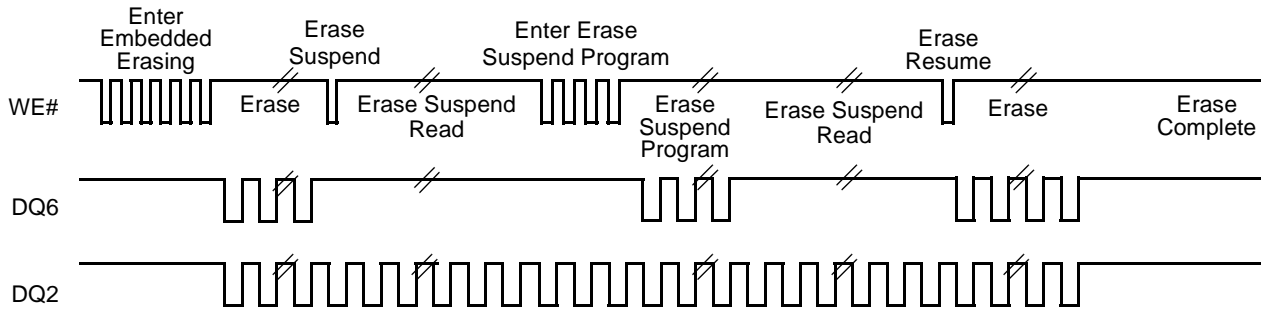 Enter
Embedded
Erasing
Erase
Suspend
Enter Erase
Suspend Program
Erase
Resume
WE#
Erase
Erase Suspend
Read
Erase
Suspend
Program
Erase Suspend
Read
Erase
Erase
Complete
DQ6
DQ2